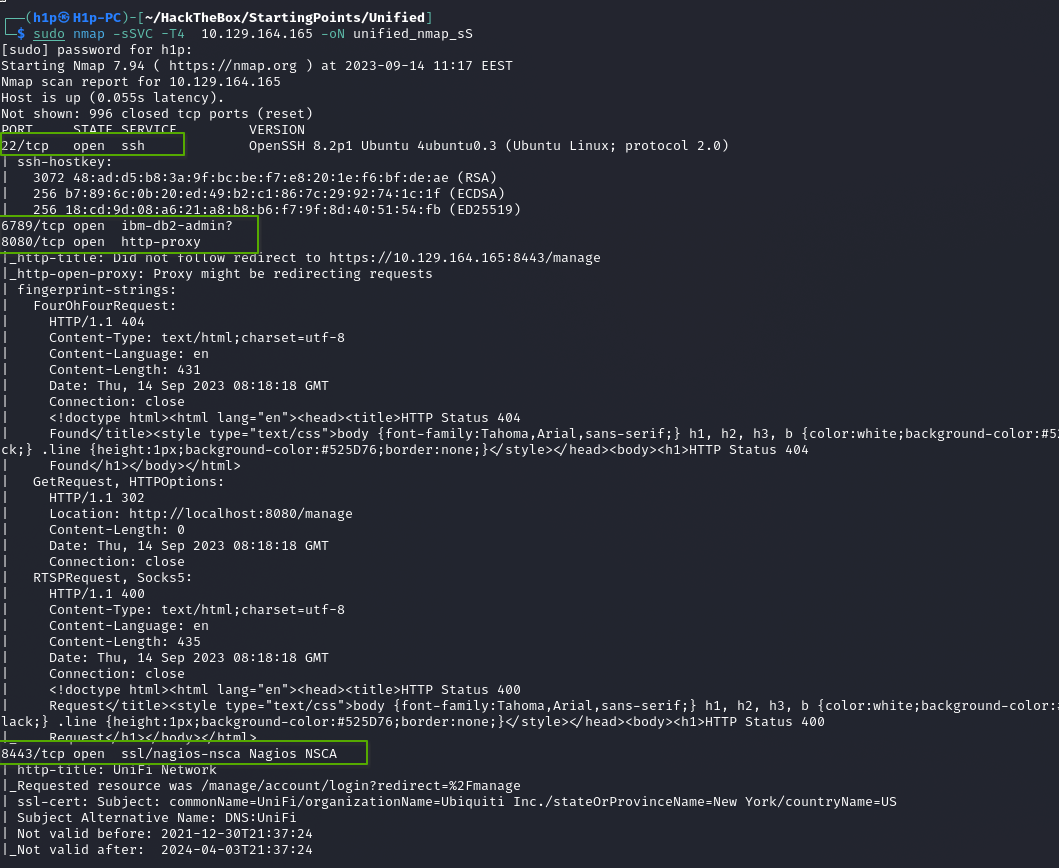 ┌──(h1p㉿H1p-PC)-[~/HackTheBox/StartingPoints/Unified]
└─$ sudo nmap -sSVC -T4  10.129.164.165 -oN unified_nmap_sS
[sudo] password for h1p:
Starting Nmap 7.94 ( https://nmap.org ) at 2023-09-14 11:17 EEST
Nmap scan report for 10.129.164.165
Host is up (0.055s latency).
Not shown: 996 closed tcp ports (reset)
PORT     STATE SERVICE         VERSION
22/tcp   open  ssh             OpenSSH 8.2p1 Ubuntu 4ubuntu0.3 (Ubuntu Linux; protocol 2.0)
| ssh-hostkey:
|   3072 48:ad:d5:b8:3a:9f:bc:be:f7:e8:20:1e:f6:bf:de:ae (RSA)
|   256 b7:89:6c:0b:20:ed:49:b2:c1:86:7c:29:92:74:1c:1f (ECDSA)
|   256 18:cd:9d:08:a6:21:a8:b8:b6:f7:9f:8d:40:51:54:fb (ED25519)
6789/tcp open  ibm-db2-admin?
8080/tcp open  http-proxy
|_http-title: Did not follow redirect to https://10.129.164.165:8443/manage
|_http-open-proxy: Proxy might be redirecting requests
| fingerprint-strings:
|   FourOhFourRequest:
|     HTTP/1.1 404
|     Content-Type: text/html;charset=utf-8
|     Content-Language: en
|     Content-Length: 431
|     Date: Thu, 14 Sep 2023 08:18:18 GMT
|     Connection: close
|     <!doctype html><html lang="en"><head><title>HTTP Status 404
|     Found</title><style type="text/css">body {font-family:Tahoma,Arial,sans-serif;} h1, h2, h3, b {color:white;background-color:#52
ck;} .line {height:1px;background-color:#525D76;border:none;}</style></head><body><h1>HTTP Status 404
|     Found</h1></body></html>
|   GetRequest, HTTPOptions:
|     HTTP/1.1 302
|     Location: http://localhost:8080/manage
|     Content-Length: 0
|     Date: Thu, 14 Sep 2023 08:18:18 GMT
|     Connection: close
|   RTSPRequest, Socks5:
|     HTTP/1.1 400
|     Content-Type: text/html;charset=utf-8
|     Content-Language: en
|     Content-Length: 435
|     Date: Thu, 14 Sep 2023 08:18:18 GMT
|     Connection: close
|     <!doctype html><html lang="en"><head><title>HTTP Status 400
|     Request</title><style type="text/css">body {font-family:Tahoma,Arial,sans-serif;} h1, h2, h3, b {color:white;background-color:
lack;} .line {height:1px;background-color:#525D76;border:none;}</style></head><body><h1>HTTP Status 400
|_    Request</h1></body></html>
8443/tcp open  ssl/nagios-nsca Nagios NSCA
| http-title: UniFi Network
|_Requested resource was /manage/account/login?redirect=%2Fmanage
| ssl-cert: Subject: commonName=UniFi/organizationName=Ubiquiti Inc./stateOrProvinceName=New York/countryName=US
| Subject Alternative Name: DNS:UniFi
| Not valid before: 2021-12-30T21:37:24
|_Not valid after:  2024-04-03T21:37:24